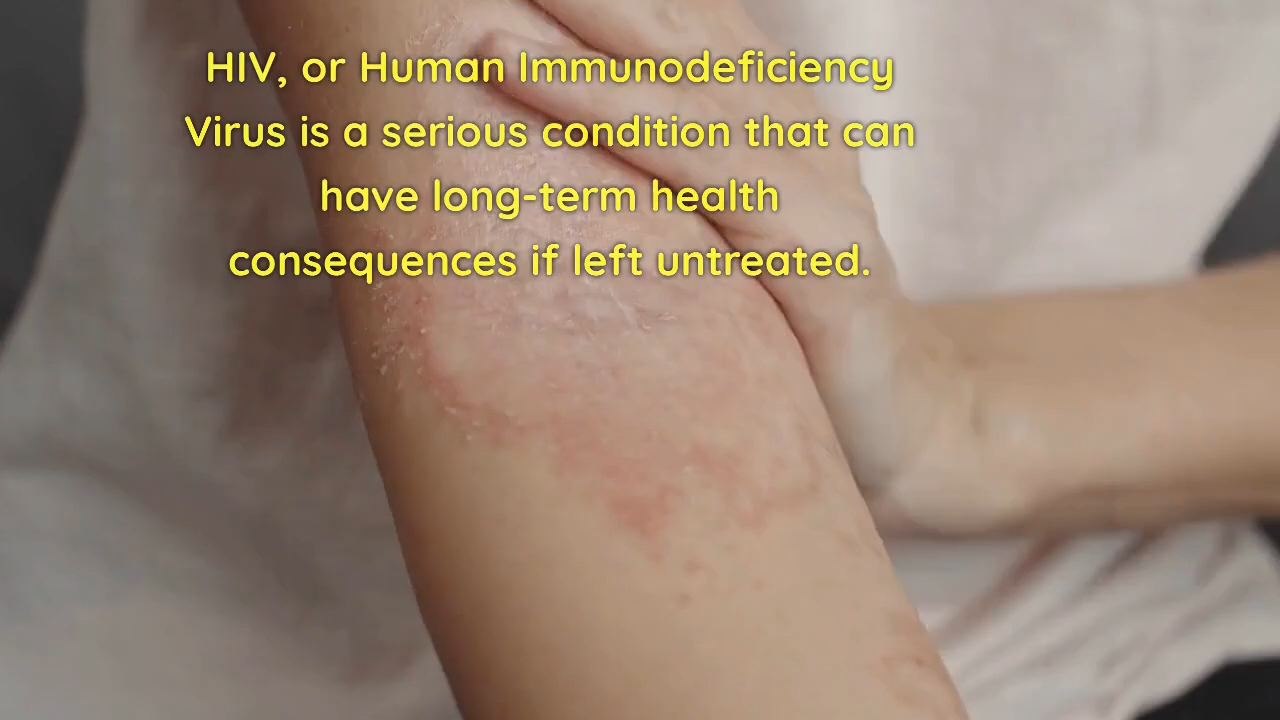 HIV, or Human Immunodeficiency
Virus is a serious condition that can
have long-term health
consequences if left untreated.